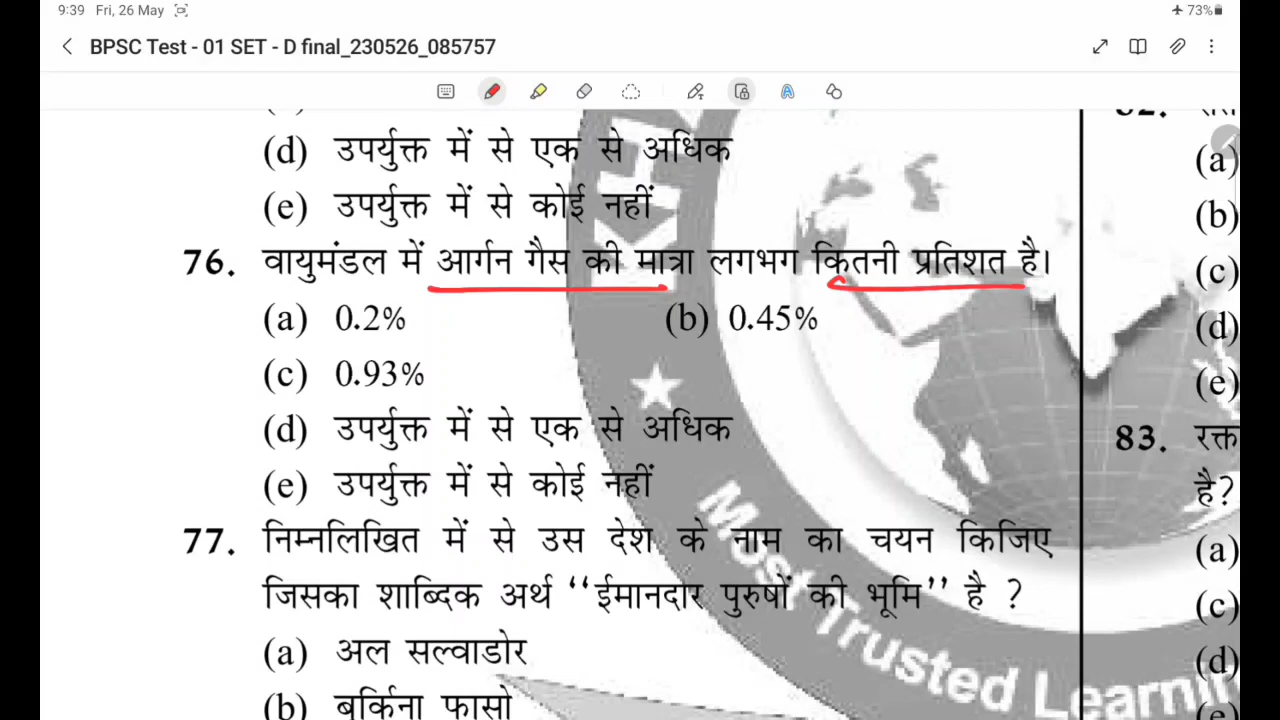 9:39 Fri, 26 May
73%
BPSC Test - 01 SET - D final_230526_085757
(d) उपर्युक्त में से एक से अधिक
(e) उपर्युक्त में से कोई नहीं
76. वायुमंडल में आर्गन गैस की मात्रा लगभग कितनी प्रतिशत है।
(a) 0.2% (b) 0.45%
(c) 0.93%
(d) उपर्युक्त में से एक से अधिक
(e) उपर्युक्त में से कोई नहीं
77. निम्नलिखित में से उस देश के नाम का चयन किजिए
जिसका शाब्दिक अर्थ ‘‘ईमानदार पुरुषों की भूमि’’ है ?
(a) अल सल्वाडोर
(b) बुर्किना फासो
(a)
(b)
(c)
(d)
(e)
83. रक्त
है?
(a)
(c)
(d)
Most Trusted